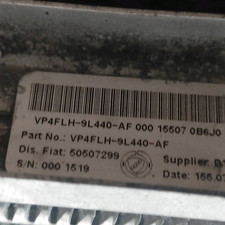 VP4FLH-9L440-AF 000 15507 0B6J0
Part No.: VP4FLH-9L440-AF
Dis. Fiat: 50507299
Supplier:
S/N: 000 1519
Date: 155.0